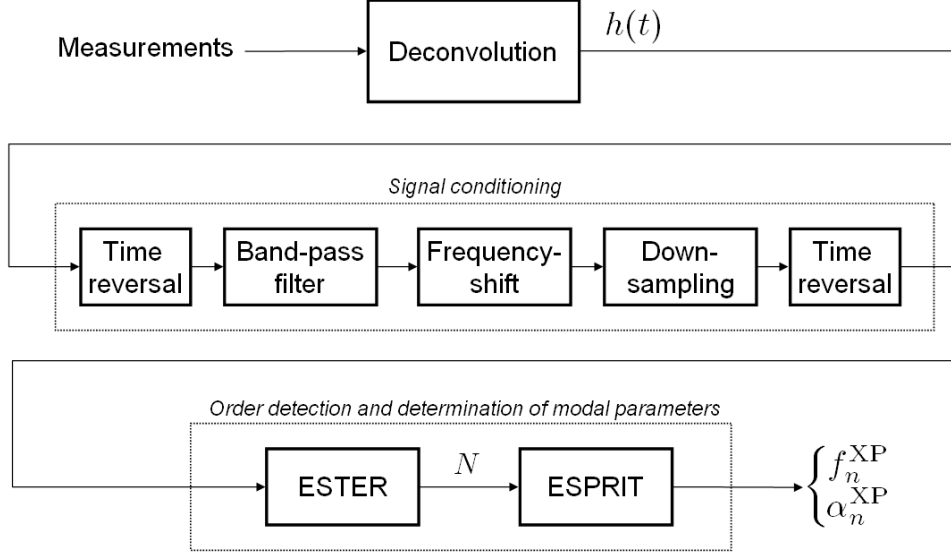 Measurements
Deconvolution
h(t)
Signal conditioning
Time
reversal
Band-pass
filter
Frequency-
shift
Down-
sampling
Time
reversal
Order detection and determination of modal parameters
ESTER
N
ESPRIT
f_n^XP
α_n^XP